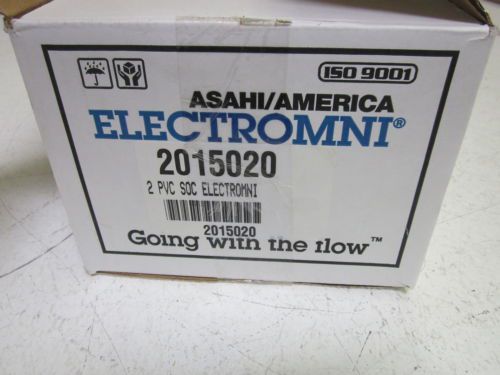 ISO 9001
ASAHI/AMERICA
ELECTROMNI®
2015020
2 PVC SOC ELECTROMNI
2015020
Going with the flow™